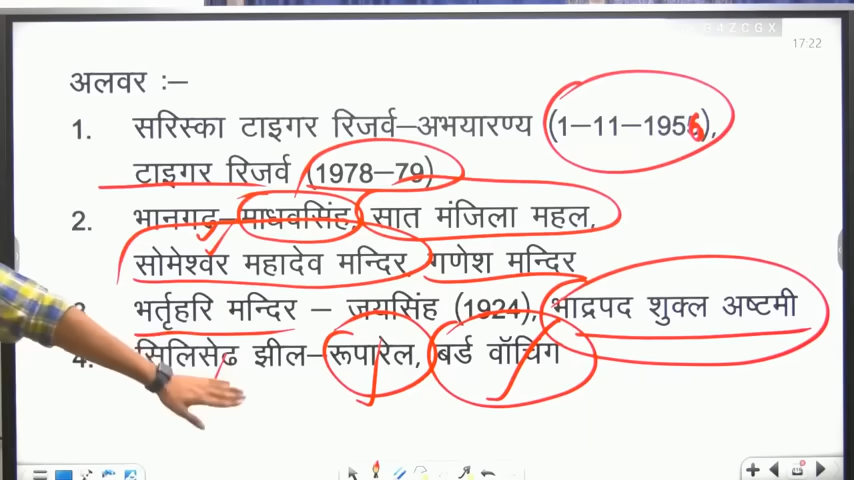 G4ZCGX
17:22
अलवर :–
1. सरिस्का टाइगर रिजर्व–अभयारण्य (1–11–1955),
टाइगर रिजर्व (1978–79)
2. भानगढ़–माधवसिंह, सात मंजिला महल,
सोमेश्वर महादेव मन्दिर, गणेश मन्दिर
3. भर्तृहरि मन्दिर – जयसिंह (1924), भाद्रपद शुक्ल अष्टमी
4. सिलिसेढ झील–रूपारेल, बर्ड वॉचिंग